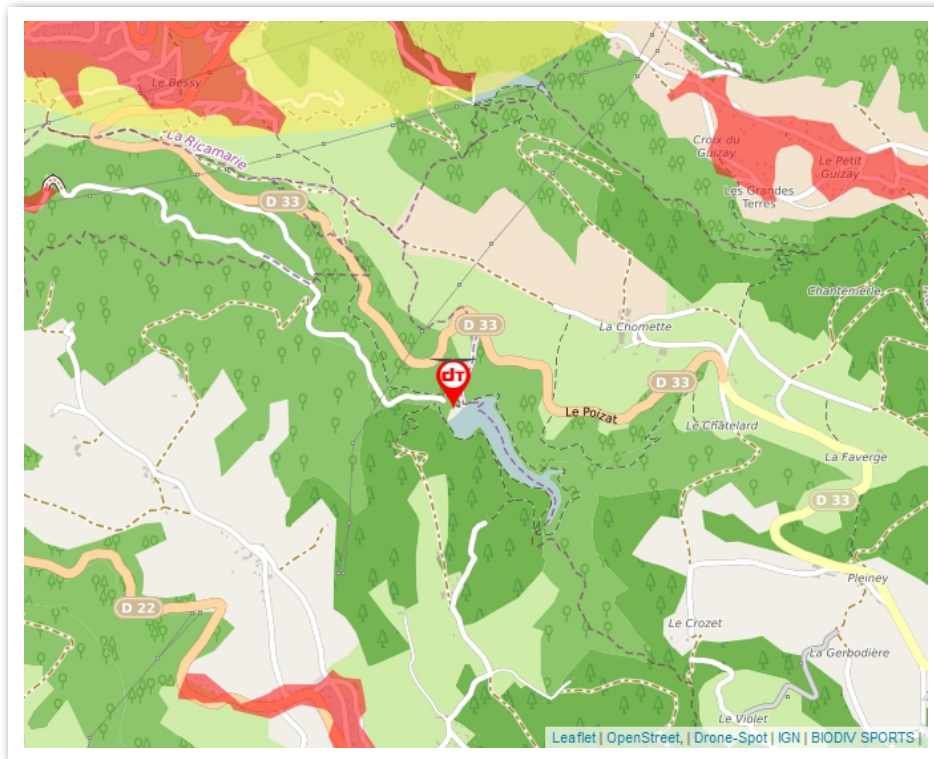 Le Bessy
La Ricamarie
Croix du
Guizay
Le Petit
Guizay
Les Grandes
Terres
D 33
Chantemerle
La Chomette
D 33
dT
D 33
Le Poizat
Le Châtelard
La Faverge
D 33
Pleiney
D 22
Le Crozet
La Gerbodière
Le Violet
Leaflet | OpenStreet, | Drone-Spot | IGN | BIODIV SPORTS |